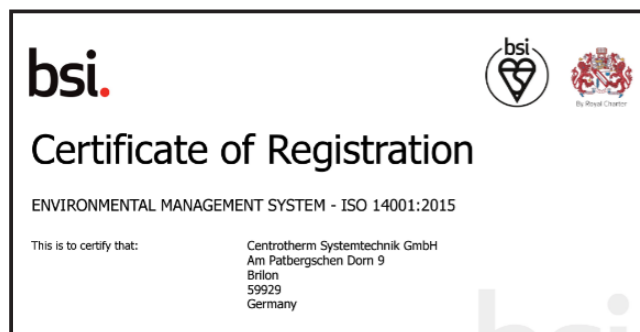 bsi.
bsi
By Royal Charter
Certificate of Registration
ENVIRONMENTAL MANAGEMENT SYSTEM - ISO 14001:2015
This is to certify that:
Centrotherm Systemtechnik GmbH
Am Patbergschen Dorn 9
Brilon
59929
Germany
bsi